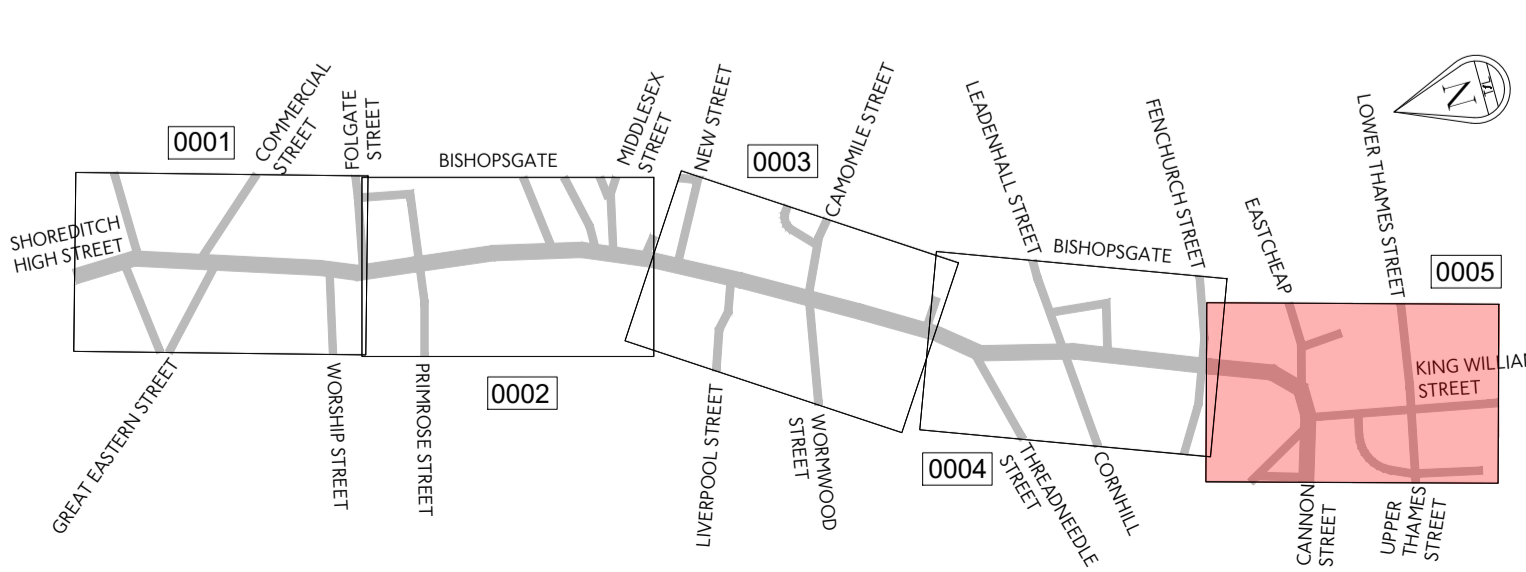 0001
COMMERCIAL
STREET
FOLGATE
STREET
BISHOPSGATE
MIDDLESEX
STREET
NEW STREET
0003
CAMOMILE STREET
LEADENHALL STREET
BISHOPSGATE
FENCHURCH STREET
EASTCHEAP
LOWER THAMES STREET
0005
N
SHOREDITCH
HIGH STREET
KING WILLIA
STREET
GREAT EASTERN STREET
WORSHIP STREET
PRIMROSE STREET
0002
LIVERPOOL STREET
WORMWOOD
STREET
0004
THREADNEEDLE
STREET
CORNHILL
CANNON
STREET
UPPER
THAMES
STREET